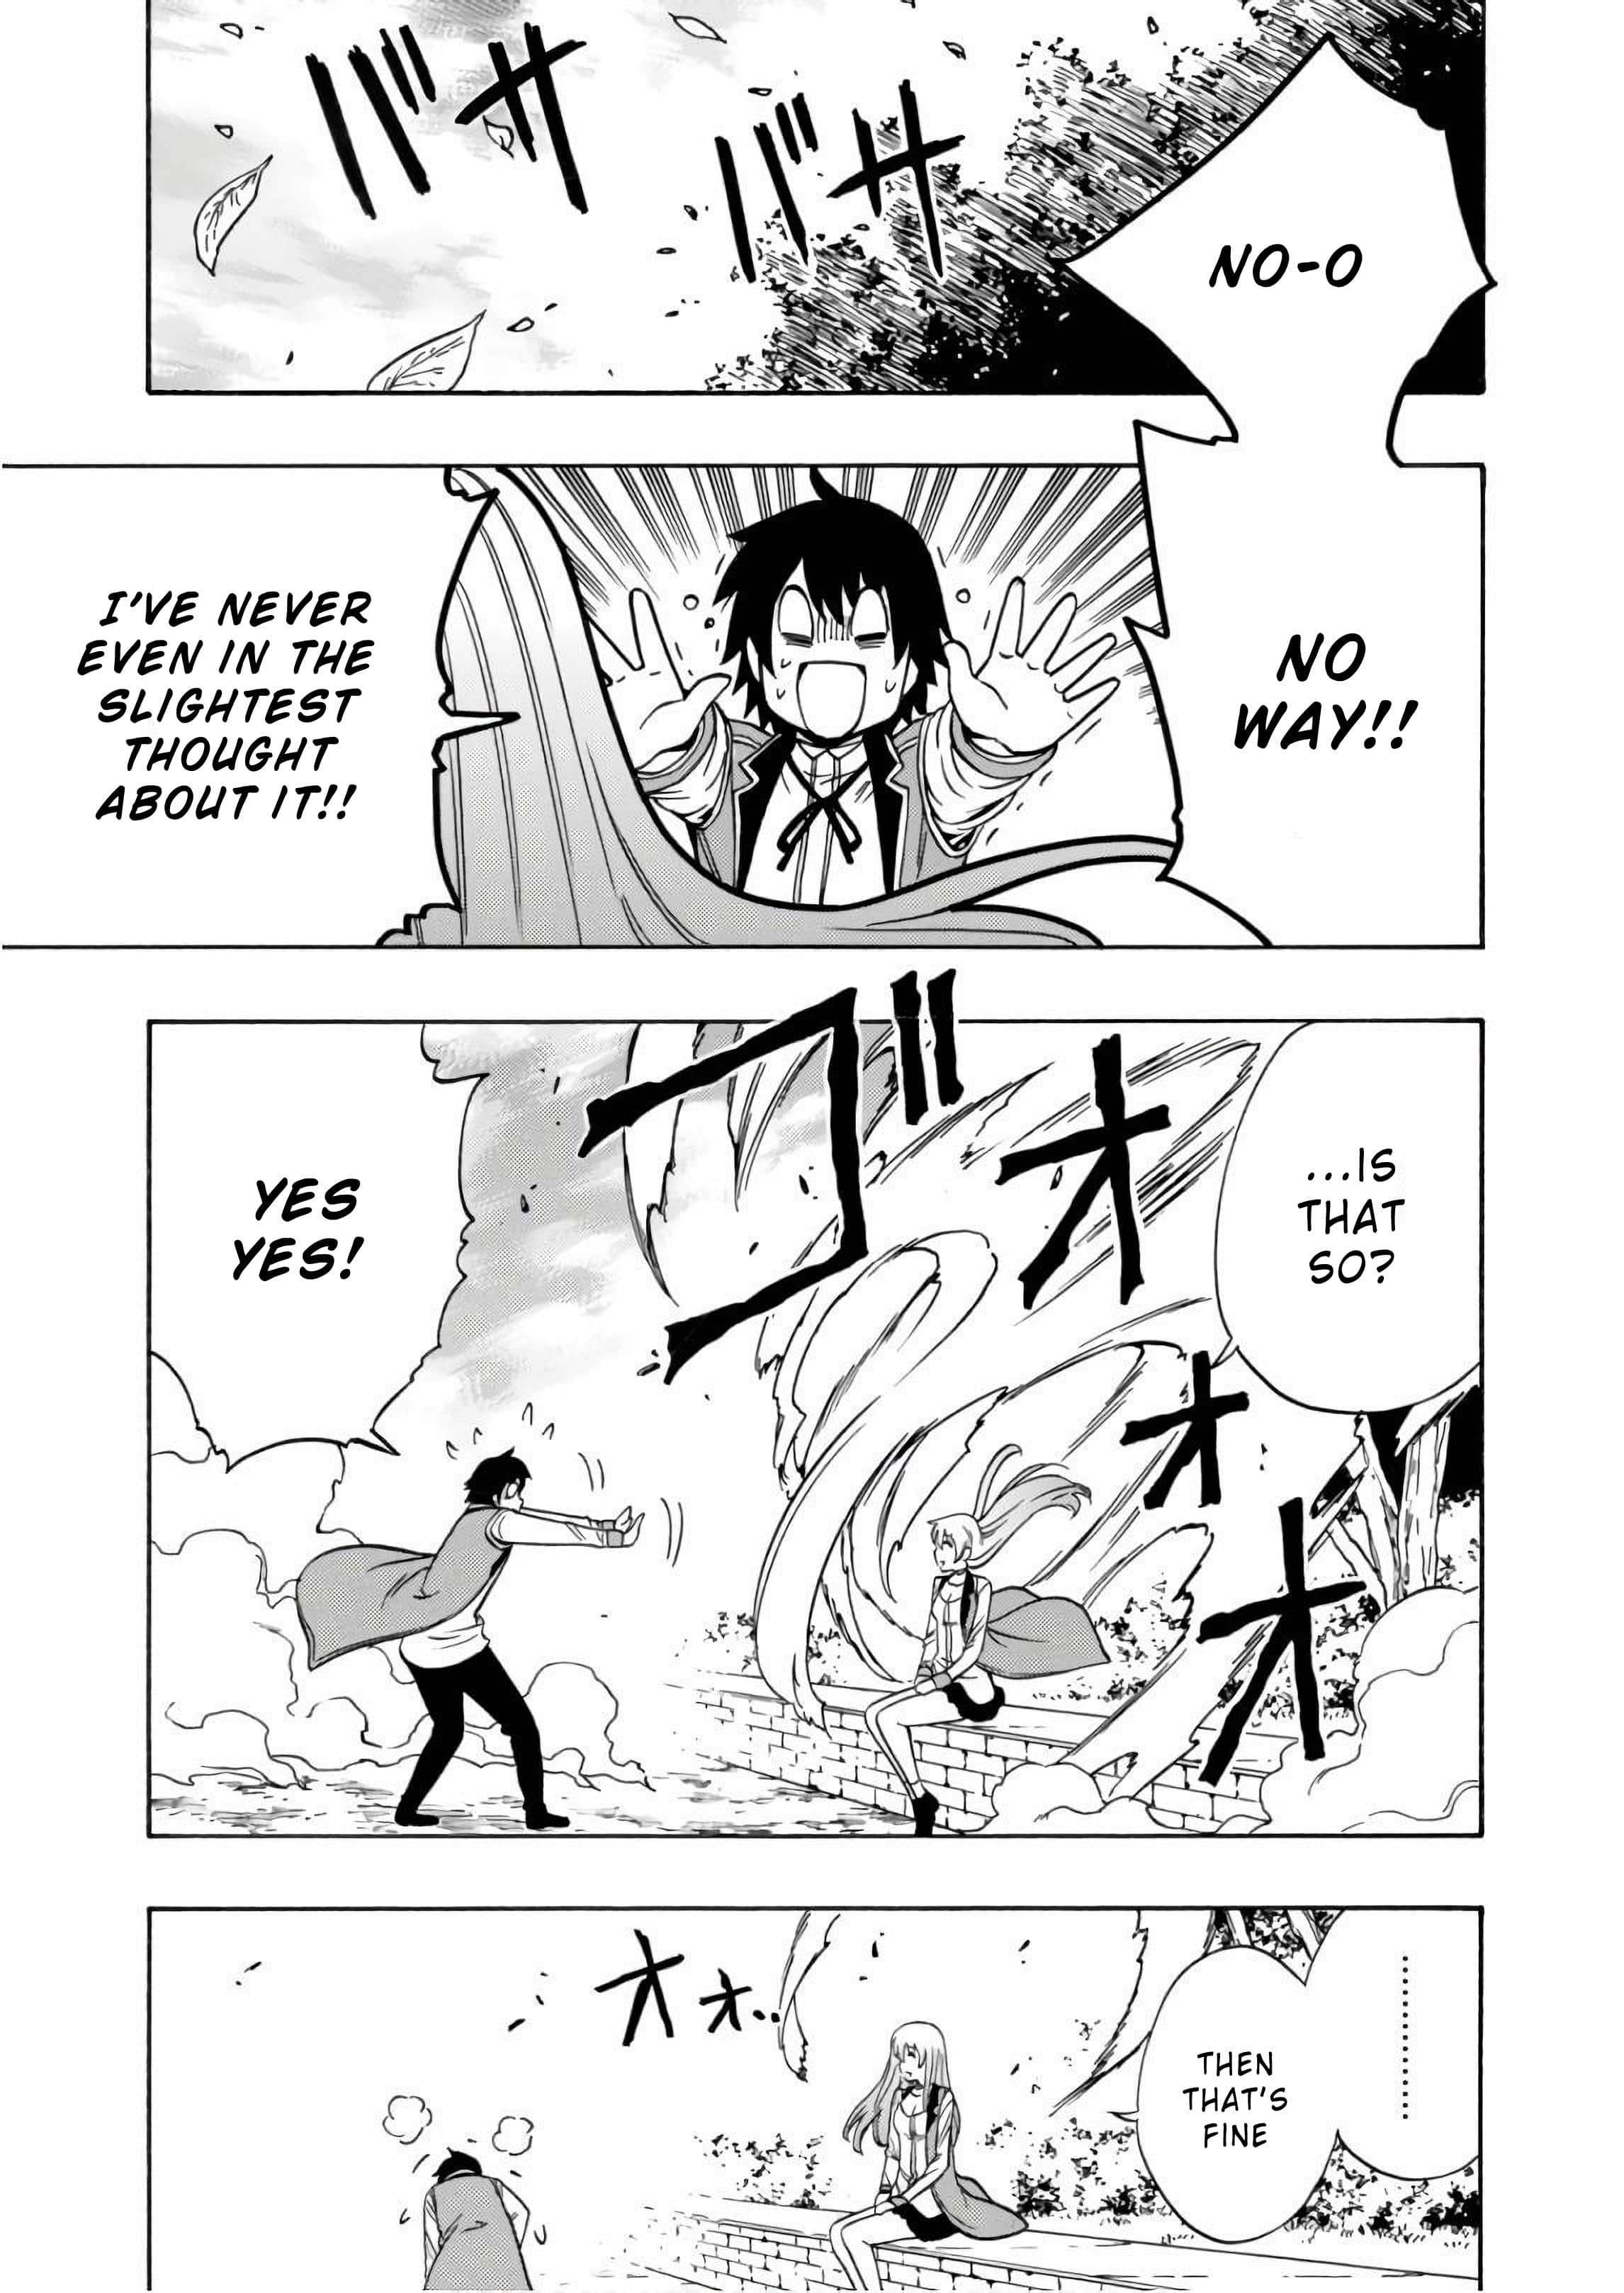 バサ
バサ
NO-O
NO
WAY!!
I'VE NEVER
EVEN IN THE
SLIGHTEST
THOUGHT
ABOUT IT!!
...IS
THAT
SO?
ゴオ
オオ
YES
YES!
............
THEN
THAT'S
FINE
オオ..